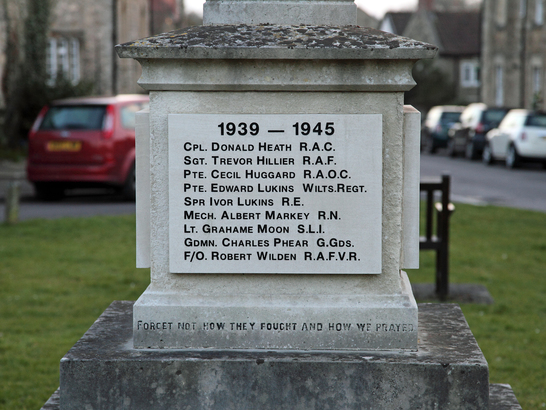 1939 — 1945
Cpl. Donald Heath R.A.C.
Sgt. Trevor Hillier R.A.F.
Pte. Cecil Huggard R.A.O.C.
Pte. Edward Lukins Wilts.Regt.
Spr Ivor Lukins R.E.
Mech. Albert Markey R.N.
Lt. Grahame Moon S.L.I.
Gdmn. Charles Phear G.Gds.
F/O. Robert Wilden R.A.F.V.R.
FORGET NOT HOW THEY FOUGHT AND HOW WE PRAYED